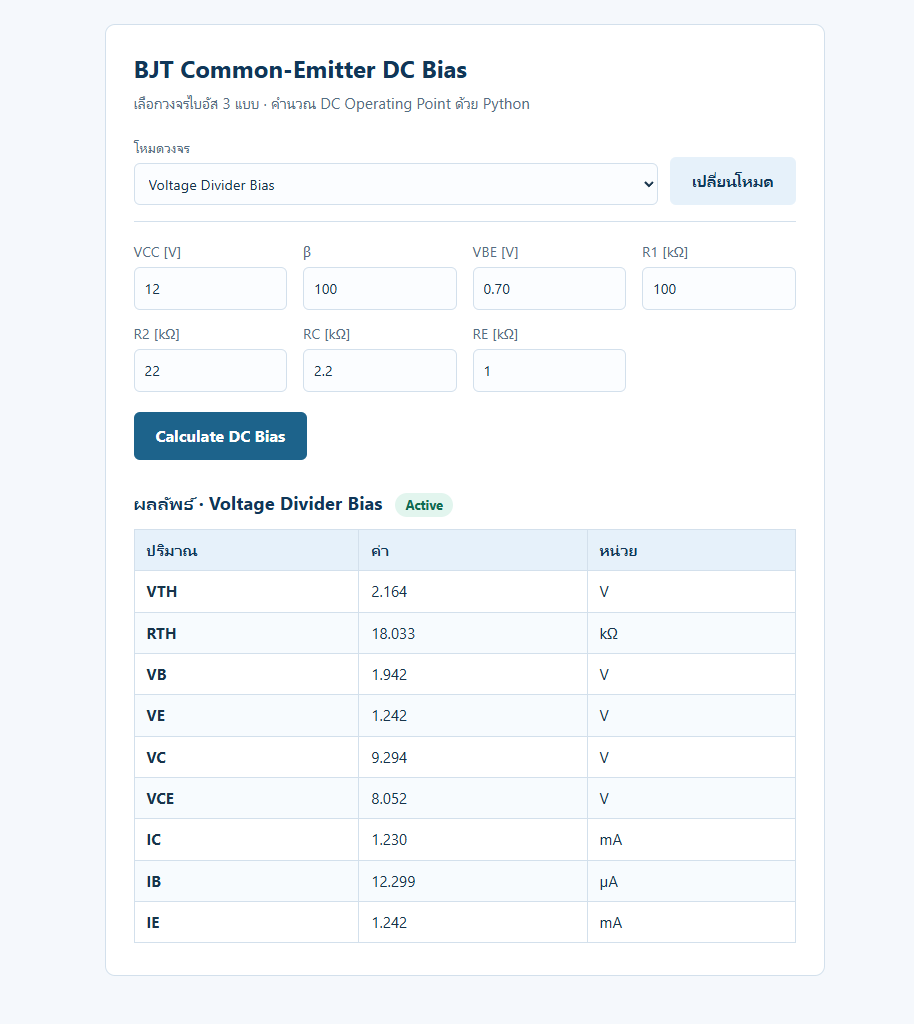 BJT Common-Emitter DC Bias
เลือกวงจรไบอัส 3 แบบ · คำนวณ DC Operating Point ด้วย Python
โหมดวงจร
Voltage Divider Bias
เปลี่ยนโหมด
VCC [V] β VBE [V] R1 [kΩ]
12 100 0.70 100
R2 [kΩ] RC [kΩ] RE [kΩ]
22 2.2 1
Calculate DC Bias
ผลลัพธ์ · Voltage Divider Bias Active
ปริมาณ ค่า หน่วย
VTH 2.164 V
RTH 18.033 kΩ
VB 1.942 V
VE 1.242 V
VC 9.294 V
VCE 8.052 V
IC 1.230 mA
IB 12.299 μA
IE 1.242 mA